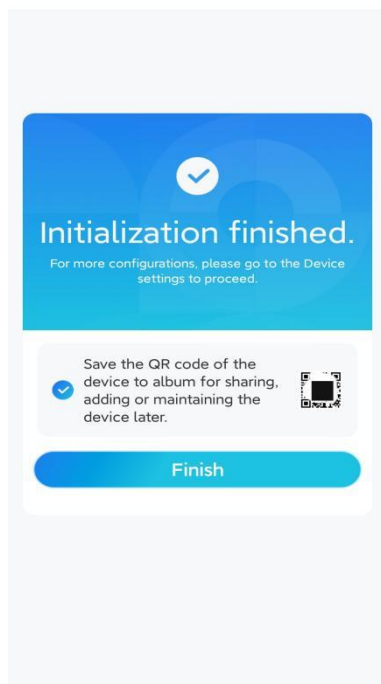 Initialization finished.
For more configurations, please go to the Device
settings to proceed.
Save the QR code of the
device to album for sharing,
adding or maintaining the
device later.
Finish